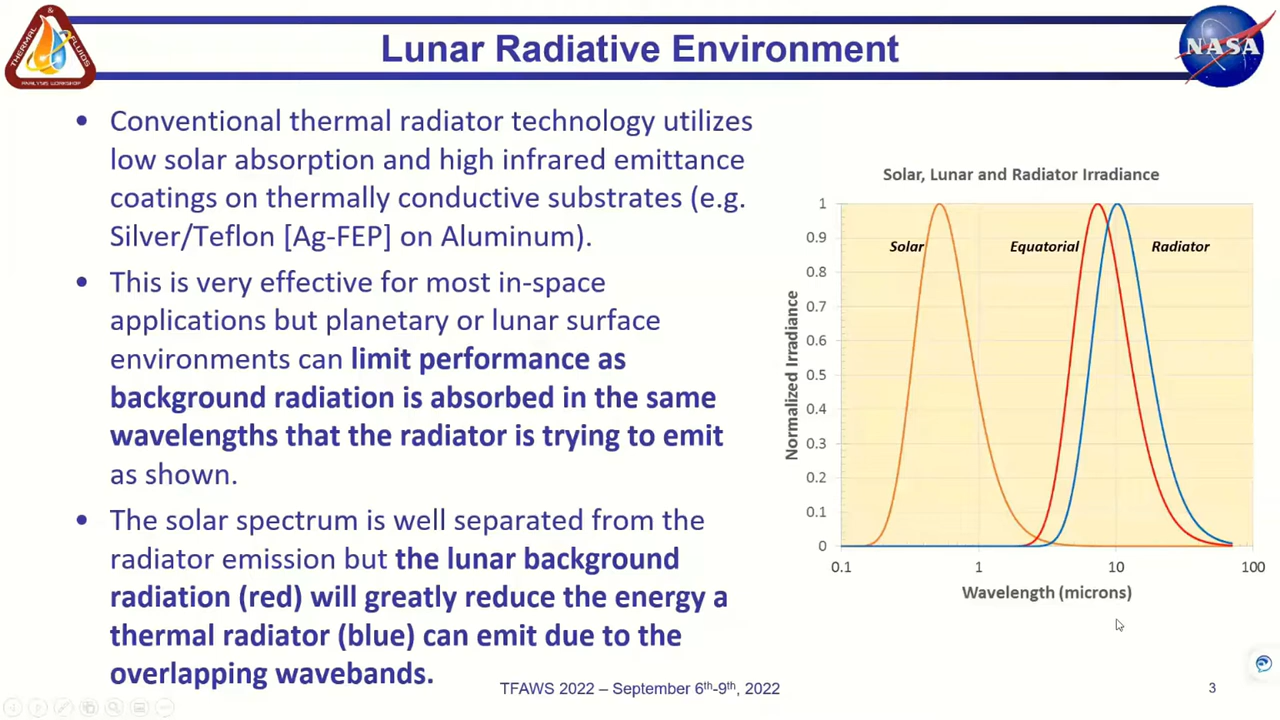 Lunar Radiative Environment
THERMAL & FLUIDS
ANALYSIS WORKSHOP
NASA
• Conventional thermal radiator technology utilizes
low solar absorption and high infrared emittance
coatings on thermally conductive substrates (e.g.
Silver/Teflon [Ag-FEP] on Aluminum).
• This is very effective for most in-space
applications but planetary or lunar surface
environments can limit performance as
background radiation is absorbed in the same
wavelengths that the radiator is trying to emit
as shown.
• The solar spectrum is well separated from the
radiator emission but the lunar background
radiation (red) will greatly reduce the energy a
thermal radiator (blue) can emit due to the
overlapping wavebands.
Solar, Lunar and Radiator Irradiance
Normalized Irradiance
1
0.9
0.8
0.7
0.6
0.5
0.4
0.3
0.2
0.1
0
Solar
Equatorial
Radiator
0.1 1 10 100
Wavelength (microns)
TFAWS 2022 – September 6th-9th, 2022
3